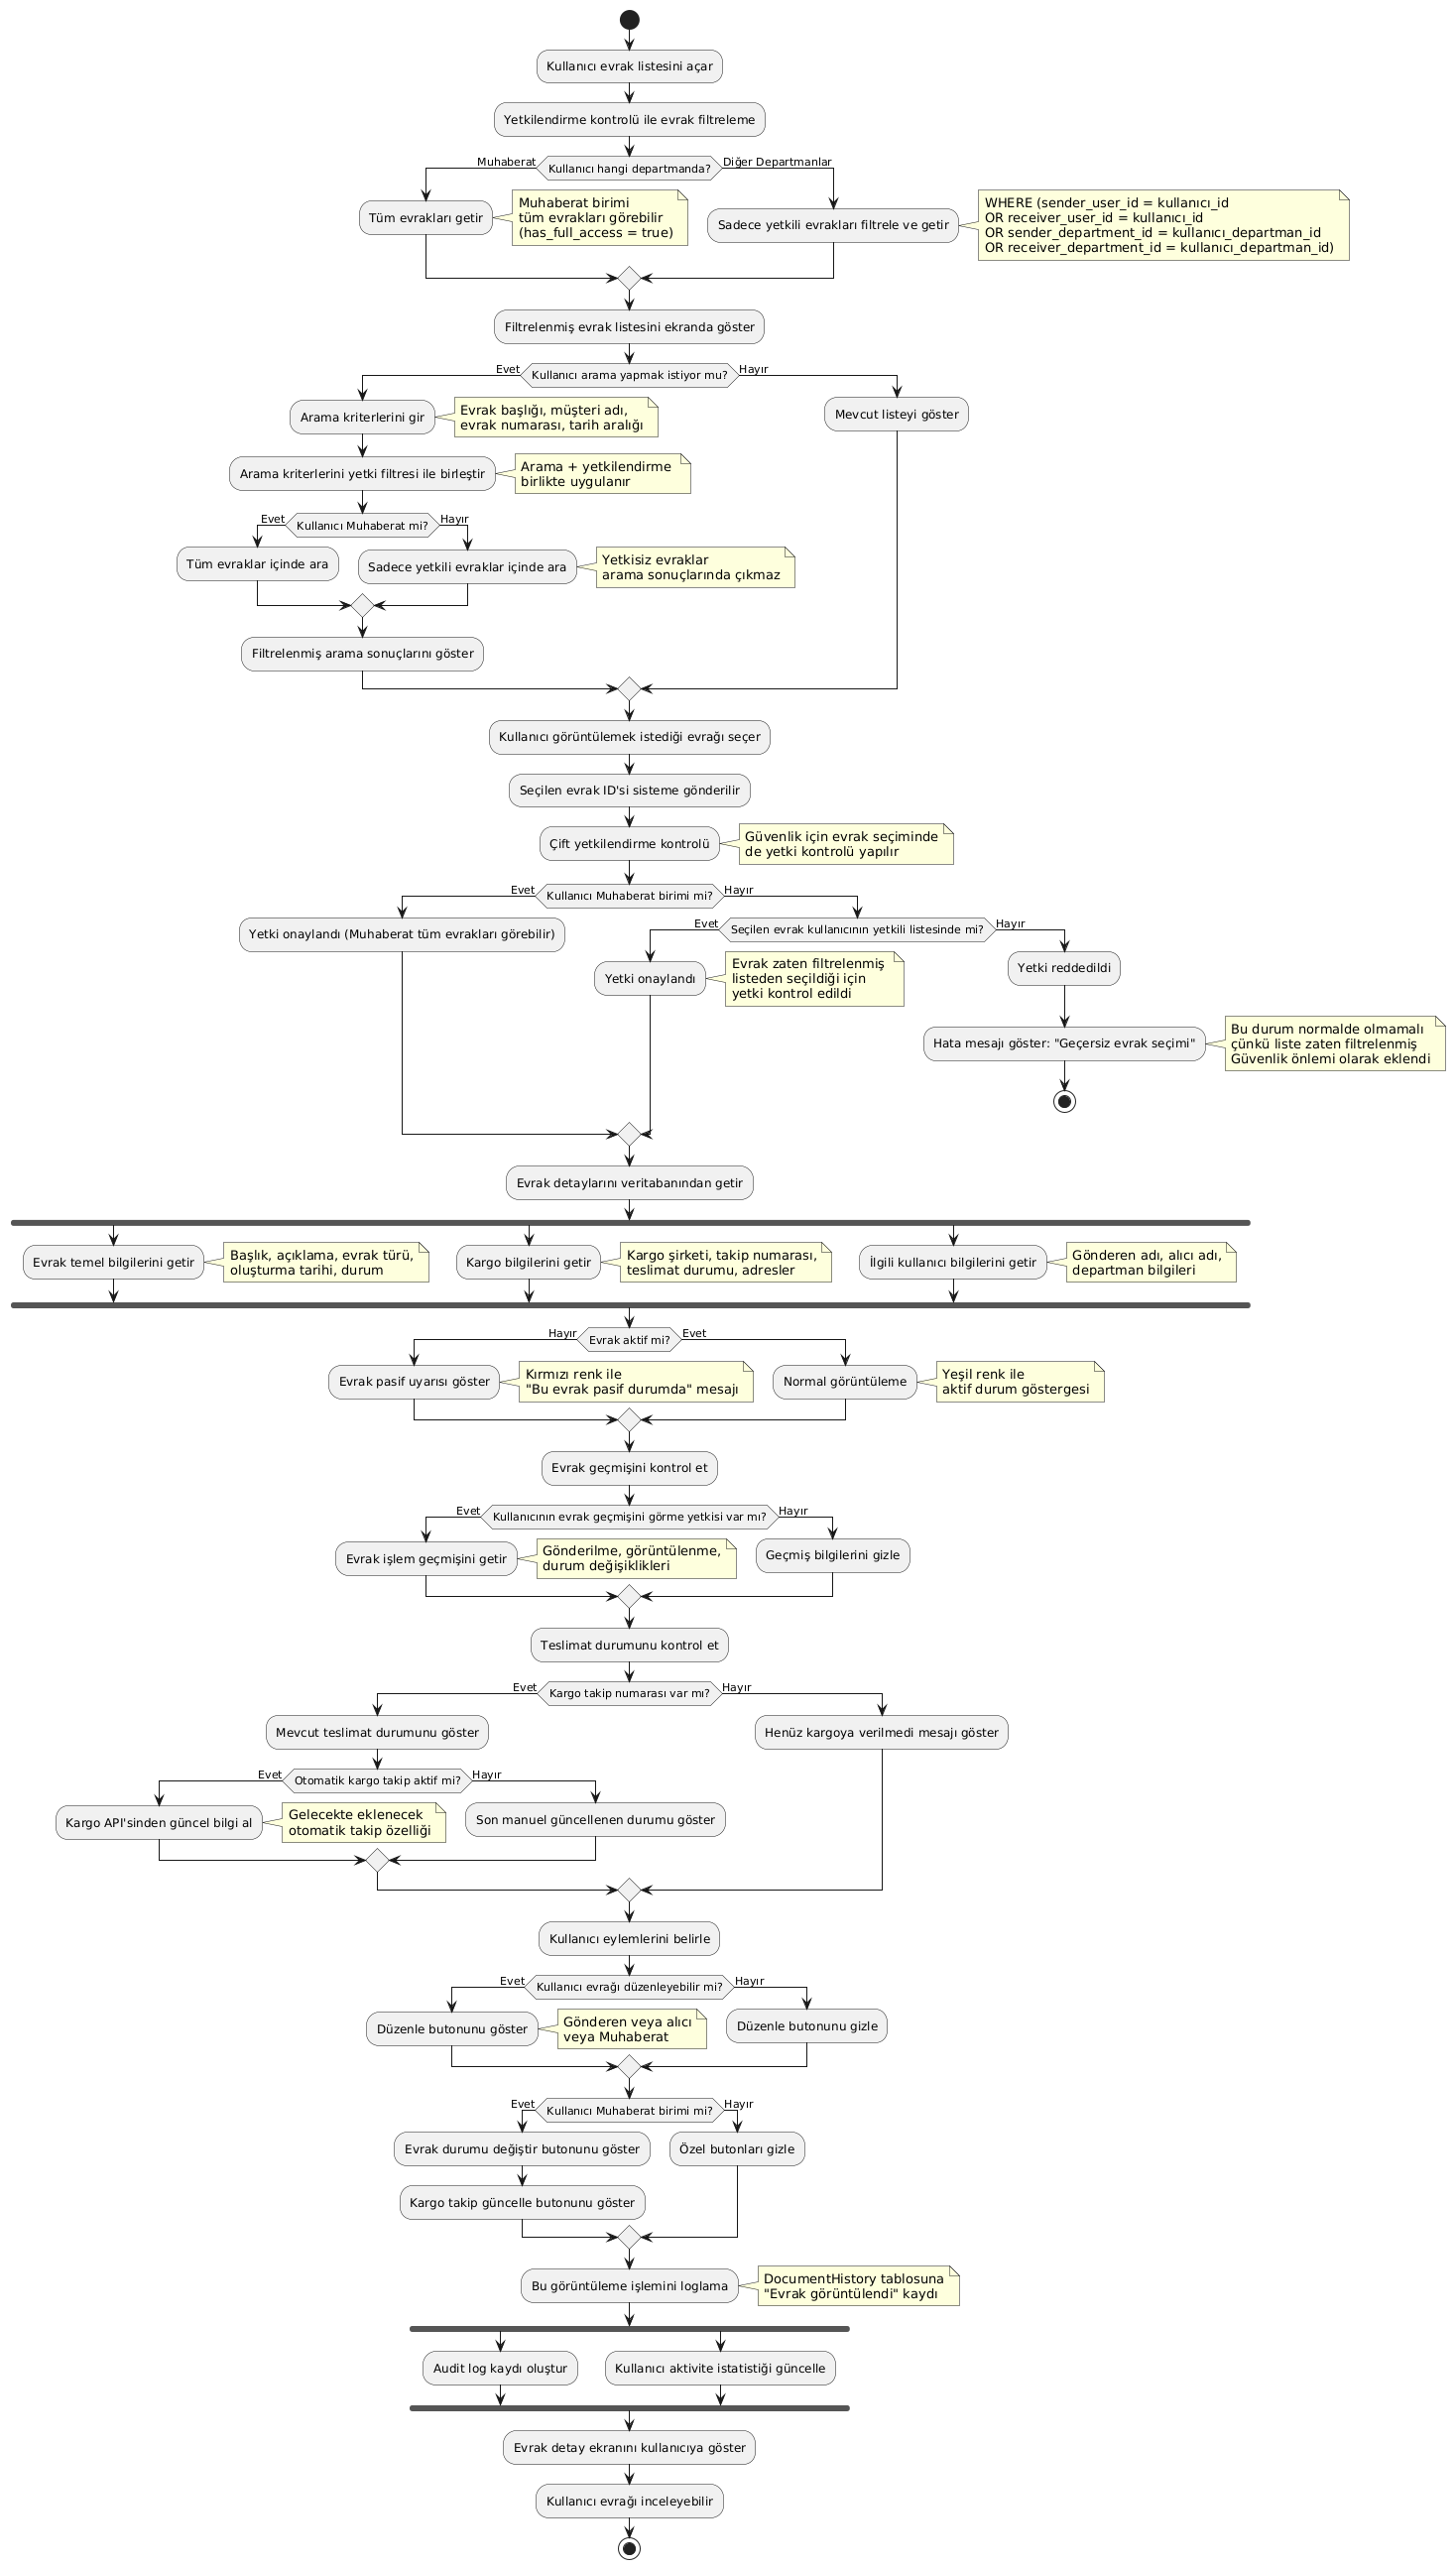 Kullanıcı evrak listesini açar
Yetkilendirme kontrolü ile evrak filtreleme
Muhaberat
Kullanıcı hangi departmanda?
Diğer Departmanlar
Tüm evrakları getir
Muhaberat birimi
tüm evrakları görebilir
(has_full_access = true)
Sadece yetkili evrakları filtrele ve getir
WHERE (sender_user_id = kullanıcı_id
OR receiver_user_id = kullanıcı_id
OR sender_department_id = kullanıcı_departman_id
OR receiver_department_id = kullanıcı_departman_id)
Filtrelenmiş evrak listesini ekranda göster
Evet
Kullanıcı arama yapmak istiyor mu?
Hayır
Arama kriterlerini gir
Evrak başlığı, müşteri adı,
evrak numarası, tarih aralığı
Mevcut listeyi göster
Arama kriterlerini yetki filtresi ile birleştir
Arama + yetkilendirme
birlikte uygulanır
Evet
Kullanıcı Muhaberat mi?
Hayır
Tüm evraklar içinde ara
Sadece yetkili evraklar içinde ara
Yetkisiz evraklar
arama sonuçlarında çıkmaz
Filtrelenmiş arama sonuçlarını göster
Kullanıcı görüntülemek istediği evrağı seçer
Seçilen evrak ID'si sisteme gönderilir
Çift yetkilendirme kontrolü
Güvenlik için evrak seçiminde
de yetki kontrolü yapılır
Evet
Kullanıcı Muhaberat birimi mi?
Hayır
Yetki onaylandı (Muhaberat tüm evrakları görebilir)
Evet
Seçilen evrak kullanıcının yetkili listesinde mi?
Hayır
Yetki onaylandı
Evrak zaten filtrelenmiş
listeden seçildiği için
yetki kontrol edildi
Yetki reddedildi
Hata mesajı göster: "Geçersiz evrak seçimi"
Bu durum normalde olmamalı
çünkü liste zaten filtrelenmiş
Güvenlik önlemi olarak eklendi
Evrak detaylarını veritabanından getir
Evrak temel bilgilerini getir
Başlık, açıklama, evrak türü,
oluşturma tarihi, durum
Kargo bilgilerini getir
Kargo şirketi, takip numarası,
teslimat durumu, adresler
İlgili kullanıcı bilgilerini getir
Gönderen adı, alıcı adı,
departman bilgileri
Hayır
Evrak aktif mi?
Evet
Evrak pasif uyarısı göster
Kırmızı renk ile
"Bu evrak pasif durumda" mesajı
Normal görüntüleme
Yeşil renk ile
aktif durum göstergesi
Evrak geçmişini kontrol et
Evet
Kullanıcının evrak geçmişini görme yetkisi var mı?
Hayır
Evrak işlem geçmişini getir
Gönderilme, görüntülenme,
durum değişiklikleri
Geçmiş bilgilerini gizle
Teslimat durumunu kontrol et
Evet
Kargo takip numarası var mı?
Hayır
Mevcut teslimat durumunu göster
Henüz kargoya verilmedi mesajı göster
Evet
Otomatik kargo takip aktif mi?
Hayır
Kargo API'sinden güncel bilgi al
Gelecekte eklenecek
otomatik takip özelliği
Son manuel güncellenen durumu göster
Kullanıcı eylemlerini belirle
Evet
Kullanıcı evrağı düzenleyebilir mi?
Hayır
Düzenle butonunu göster
Gönderen veya alıcı
veya Muhaberat
Düzenle butonunu gizle
Evet
Kullanıcı Muhaberat birimi mi?
Hayır
Evrak durumu değiştir butonunu göster
Özel butonları gizle
Kargo takip güncelle butonunu göster
Bu görüntüleme işlemini loglama
DocumentHistory tablosuna
"Evrak görüntülendi" kaydı
Audit log kaydı oluştur
Kullanıcı aktivite istatistiği güncelle
Evrak detay ekranını kullanıcıya göster
Kullanıcı evrağı inceleyebilir